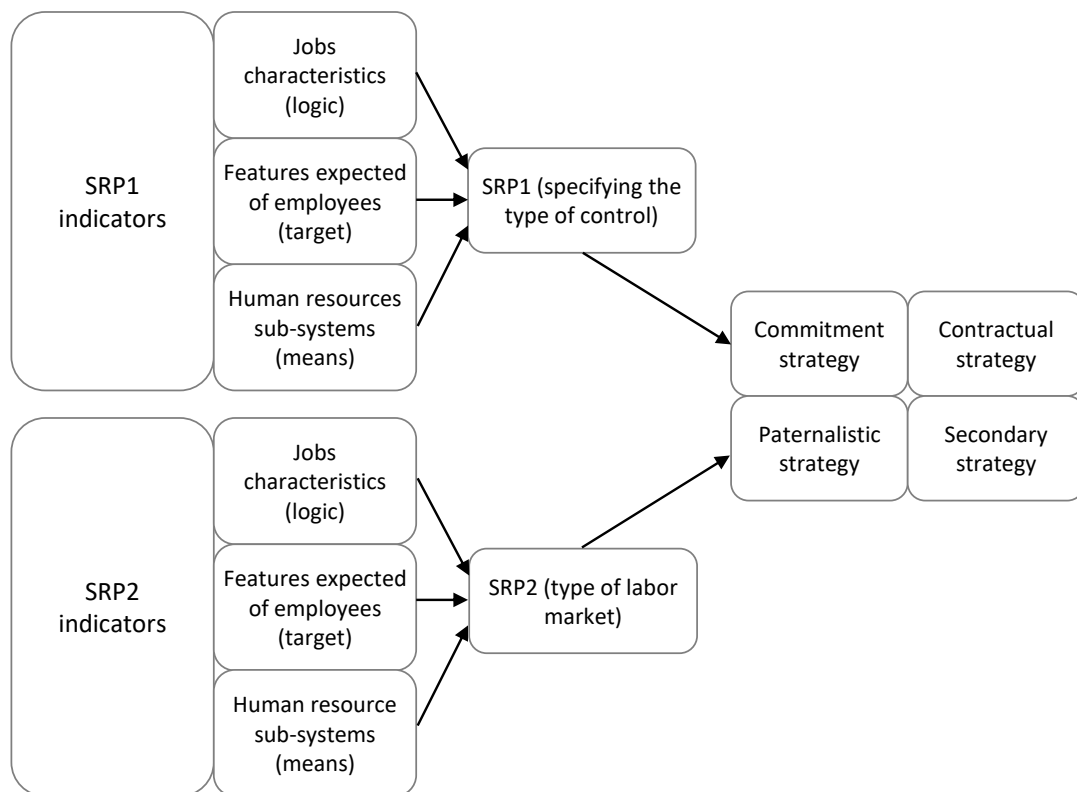 SRP1
indicators
Jobs
characteristics
(logic)
Features expected
of employees
(target)
Human resources
sub-systems
(means)
SRP1 (specifying the
type of control)
Commitment
strategy
Contractual
strategy
Paternalistic
strategy
Secondary
strategy
SRP2
indicators
Jobs
characteristics
(logic)
Features expected
of employees
(target)
Human resource
sub-systems
(means)
SRP2 (type of labor
market)